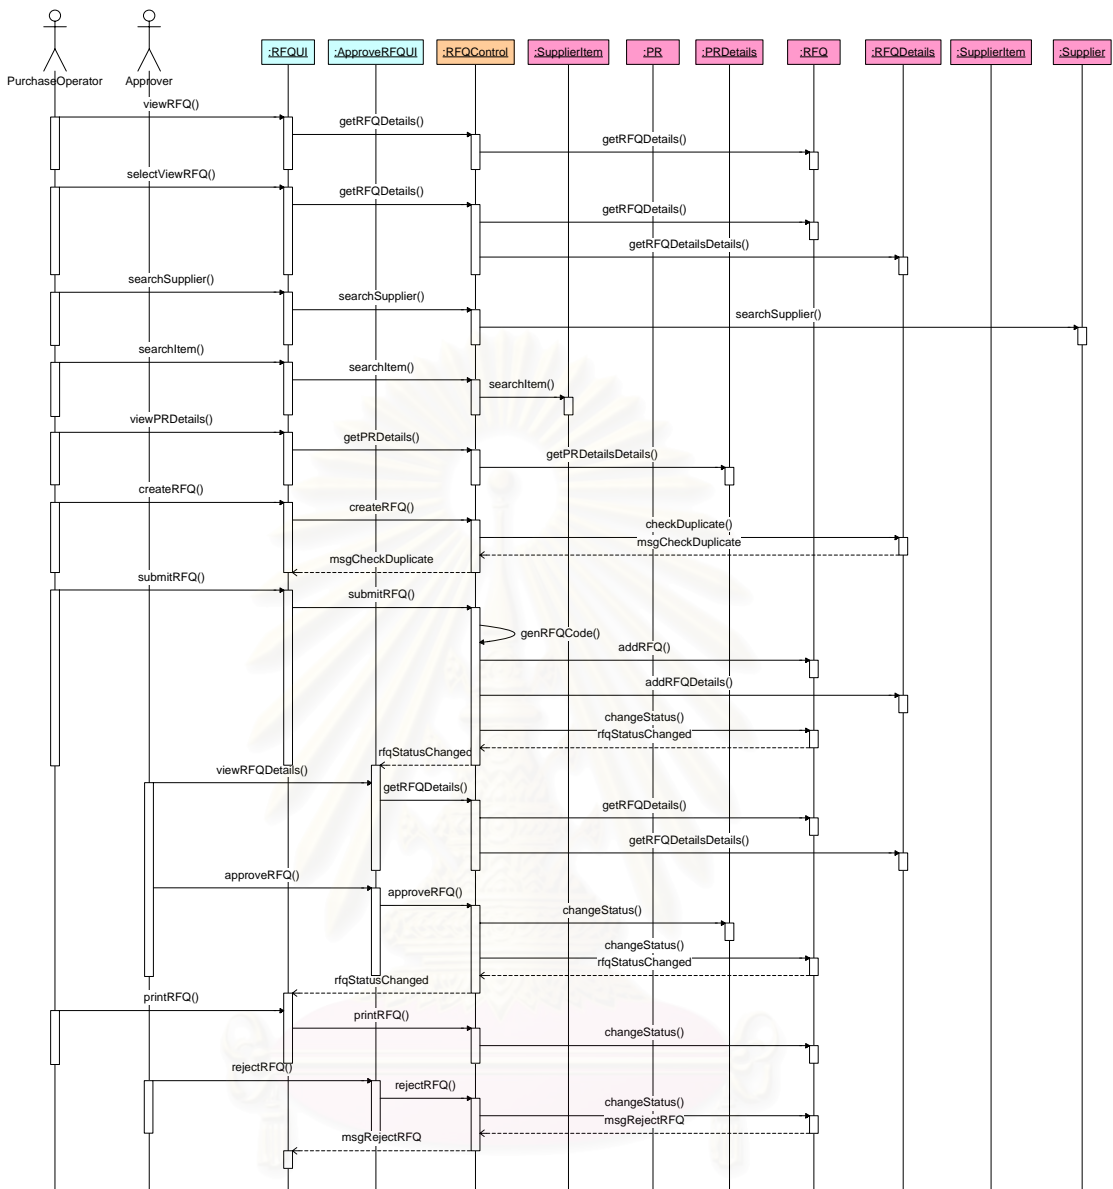 :RFQUI
:ApproveRFQUI
:RFQControl
:SupplierItem
:PR
:PRDetails
:RFQ
:RFQDetails
:SupplierItem
:Supplier
PurchaseOperator
Approver
viewRFQ()
getRFQDetails()
getRFQDetails()
selectViewRFQ()
getRFQDetails()
getRFQDetails()
getRFQDetailsDetails()
searchSupplier()
searchSupplier()
searchSupplier()
searchItem()
searchItem()
searchItem()
viewPRDetails()
getPRDetails()
getPRDetailsDetails()
createRFQ()
createRFQ()
checkDuplicate()
msgCheckDuplicate
msgCheckDuplicate
submitRFQ()
submitRFQ()
genRFQCode()
addRFQ()
addRFQDetails()
changeStatus()
rfqStatusChanged
rfqStatusChanged
viewRFQDetails()
getRFQDetails()
getRFQDetails()
getRFQDetailsDetails()
approveRFQ()
approveRFQ()
changeStatus()
changeStatus()
rfqStatusChanged
rfqStatusChanged
printRFQ()
printRFQ()
changeStatus()
rejectRFQ()
rejectRFQ()
changeStatus()
msgRejectRFQ
msgRejectRFQ